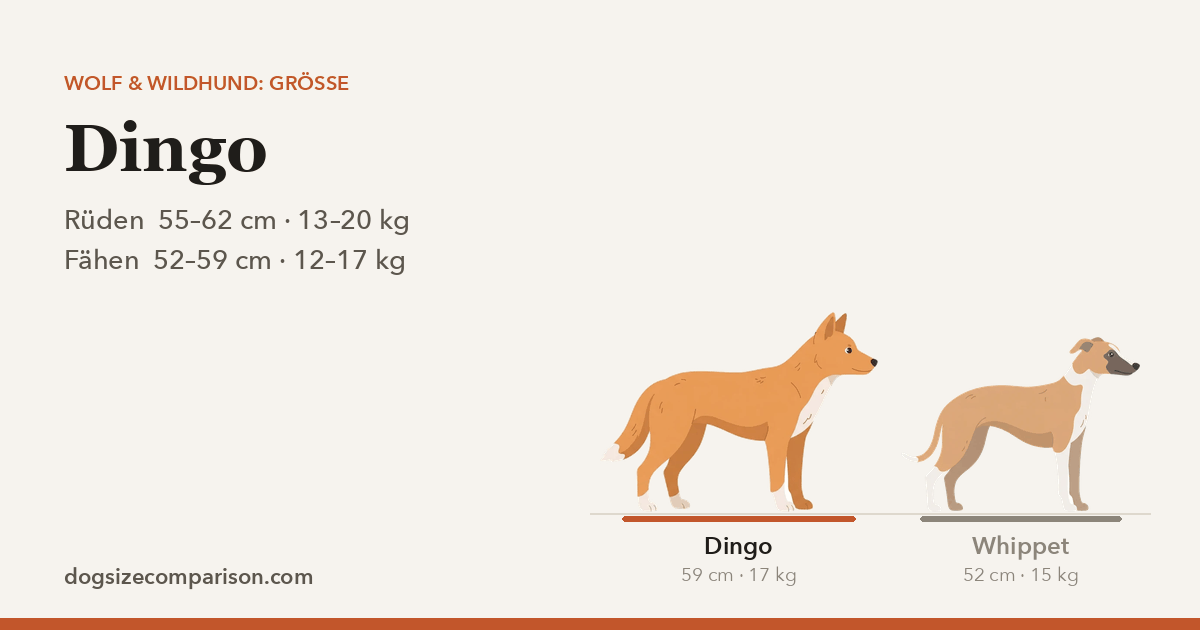 WOLF & WILDHUND: GRÖSSE
Dingo
Rüden 55–62 cm · 13–20 kg
Fähen 52–59 cm · 12–17 kg
Dingo
59 cm · 17 kg
Whippet
52 cm · 15 kg
dogsizecomparison.com